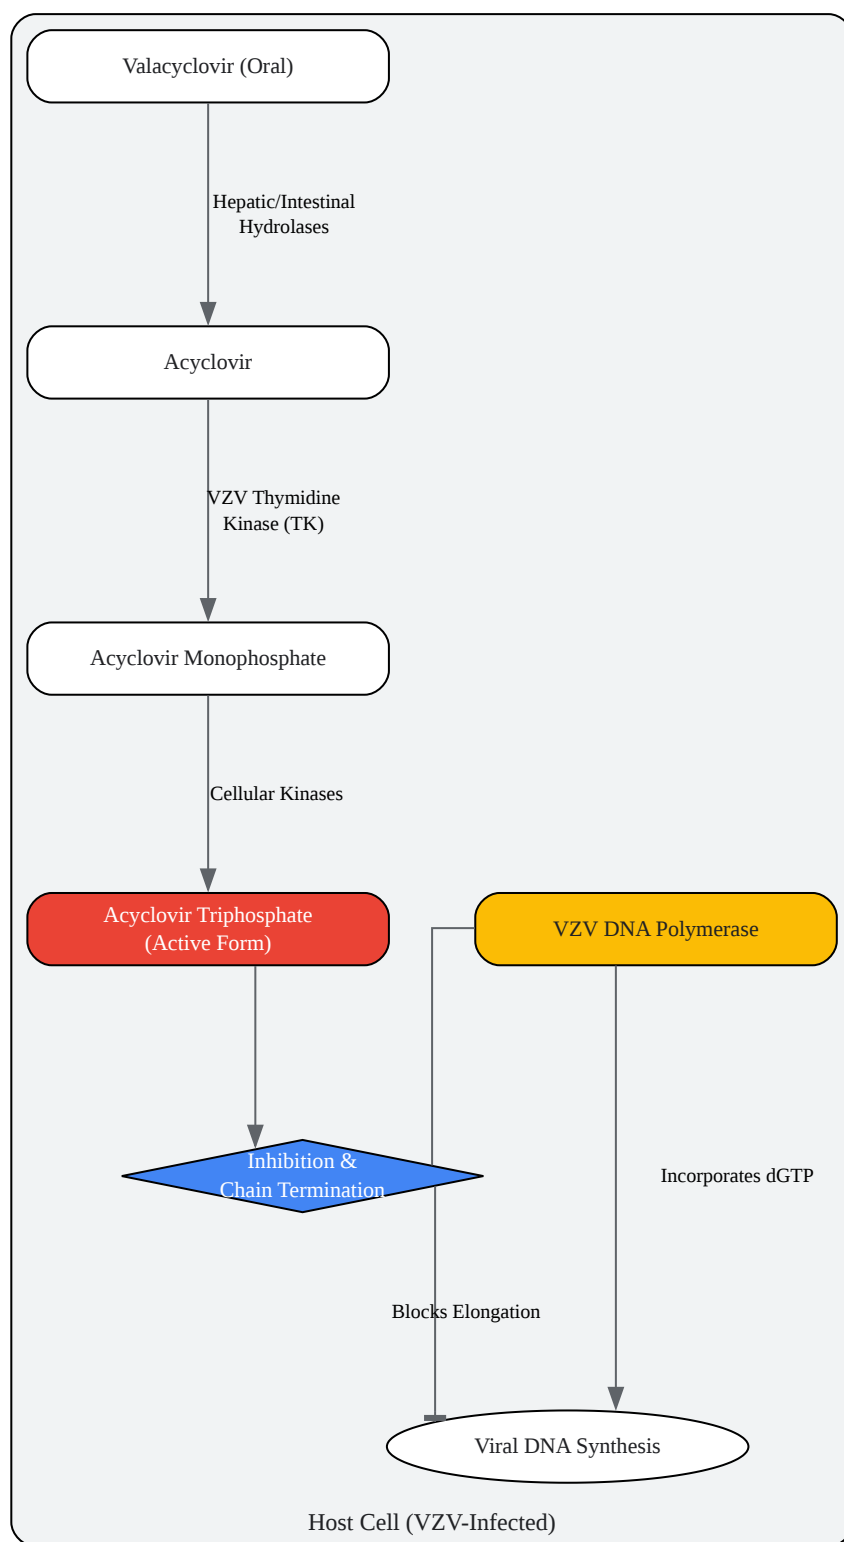 Valacyclovir (Oral)
Hepatic/Intestinal
Hydrolases
Acyclovir
VZV Thymidine
Kinase (TK)
Acyclovir Monophosphate
Cellular Kinases
Acyclovir Triphosphate
(Active Form)
VZV DNA Polymerase
Inhibition &
Chain Termination
Incorporates dGTP
Blocks Elongation
Viral DNA Synthesis
Host Cell (VZV-Infected)